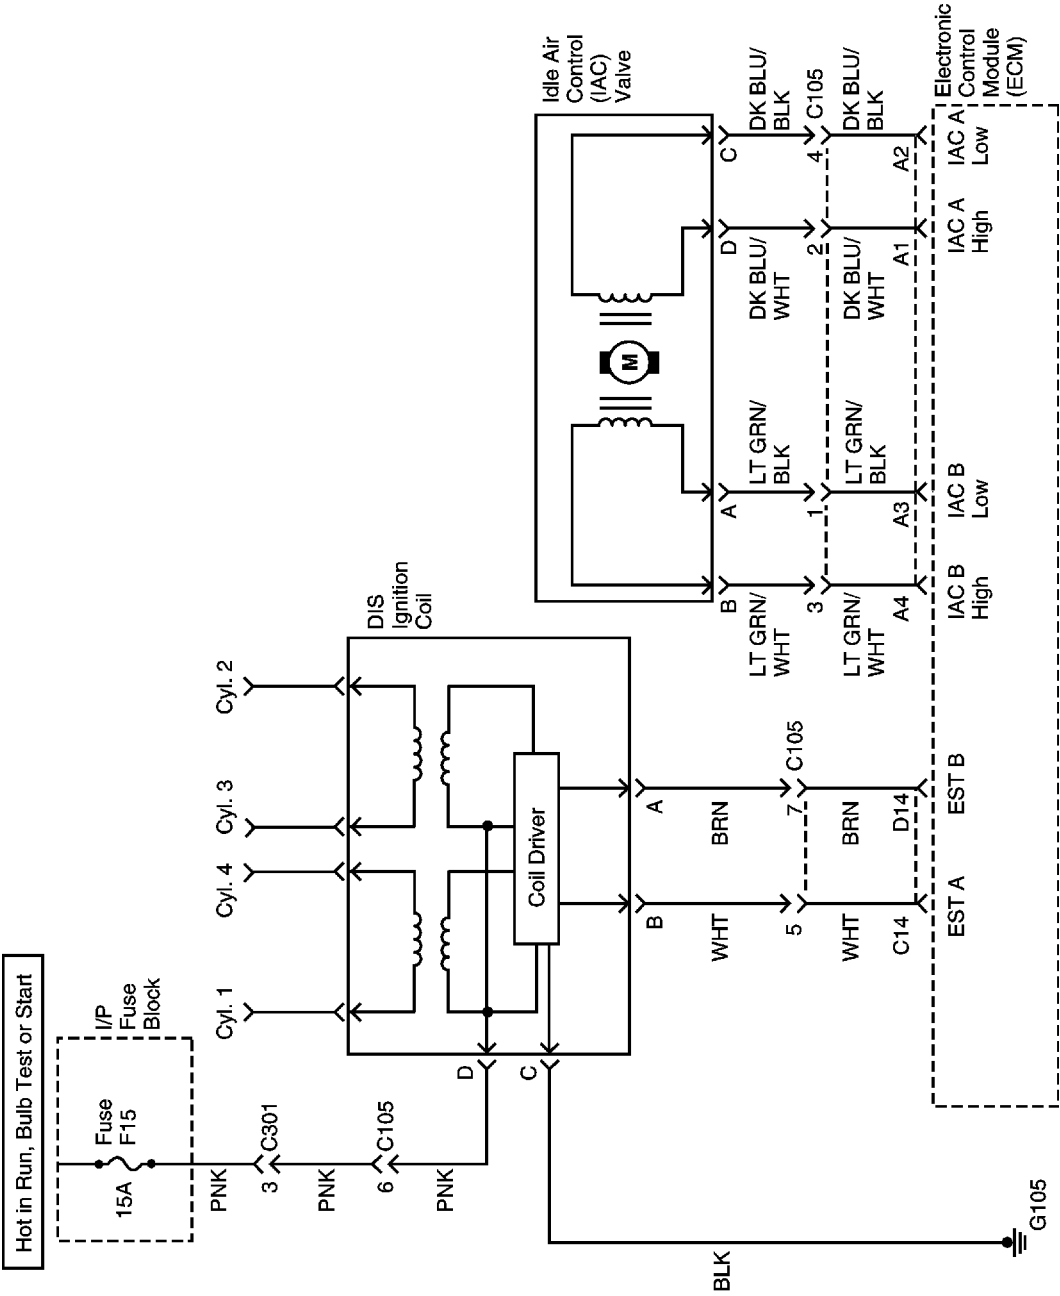 Hot in Run, Bulb Test or Start
I/P
Fuse
Block
Fuse
F15
15A
PNK
3
C301
PNK
6
C105
PNK
D
C
BLK
G105
Cyl. 1
Cyl. 4
Cyl. 3
Cyl. 2
DIS
Ignition
Coil
Coil Driver
B
A
WHT
BRN
5
7
C105
WHT
BRN
C14
D14
EST A
EST B
Idle Air
Control
(IAC)
Valve
M
B
A
D
C
LT GRN/
WHT
LT GRN/
BLK
DK BLU/
WHT
DK BLU/
BLK
3
1
2
4
C105
LT GRN/
WHT
LT GRN/
BLK
DK BLU/
WHT
DK BLU/
BLK
A4
A3
A1
A2
IAC B
High
IAC B
Low
IAC A
High
IAC A
Low
Electronic
Control
Module
(ECM)